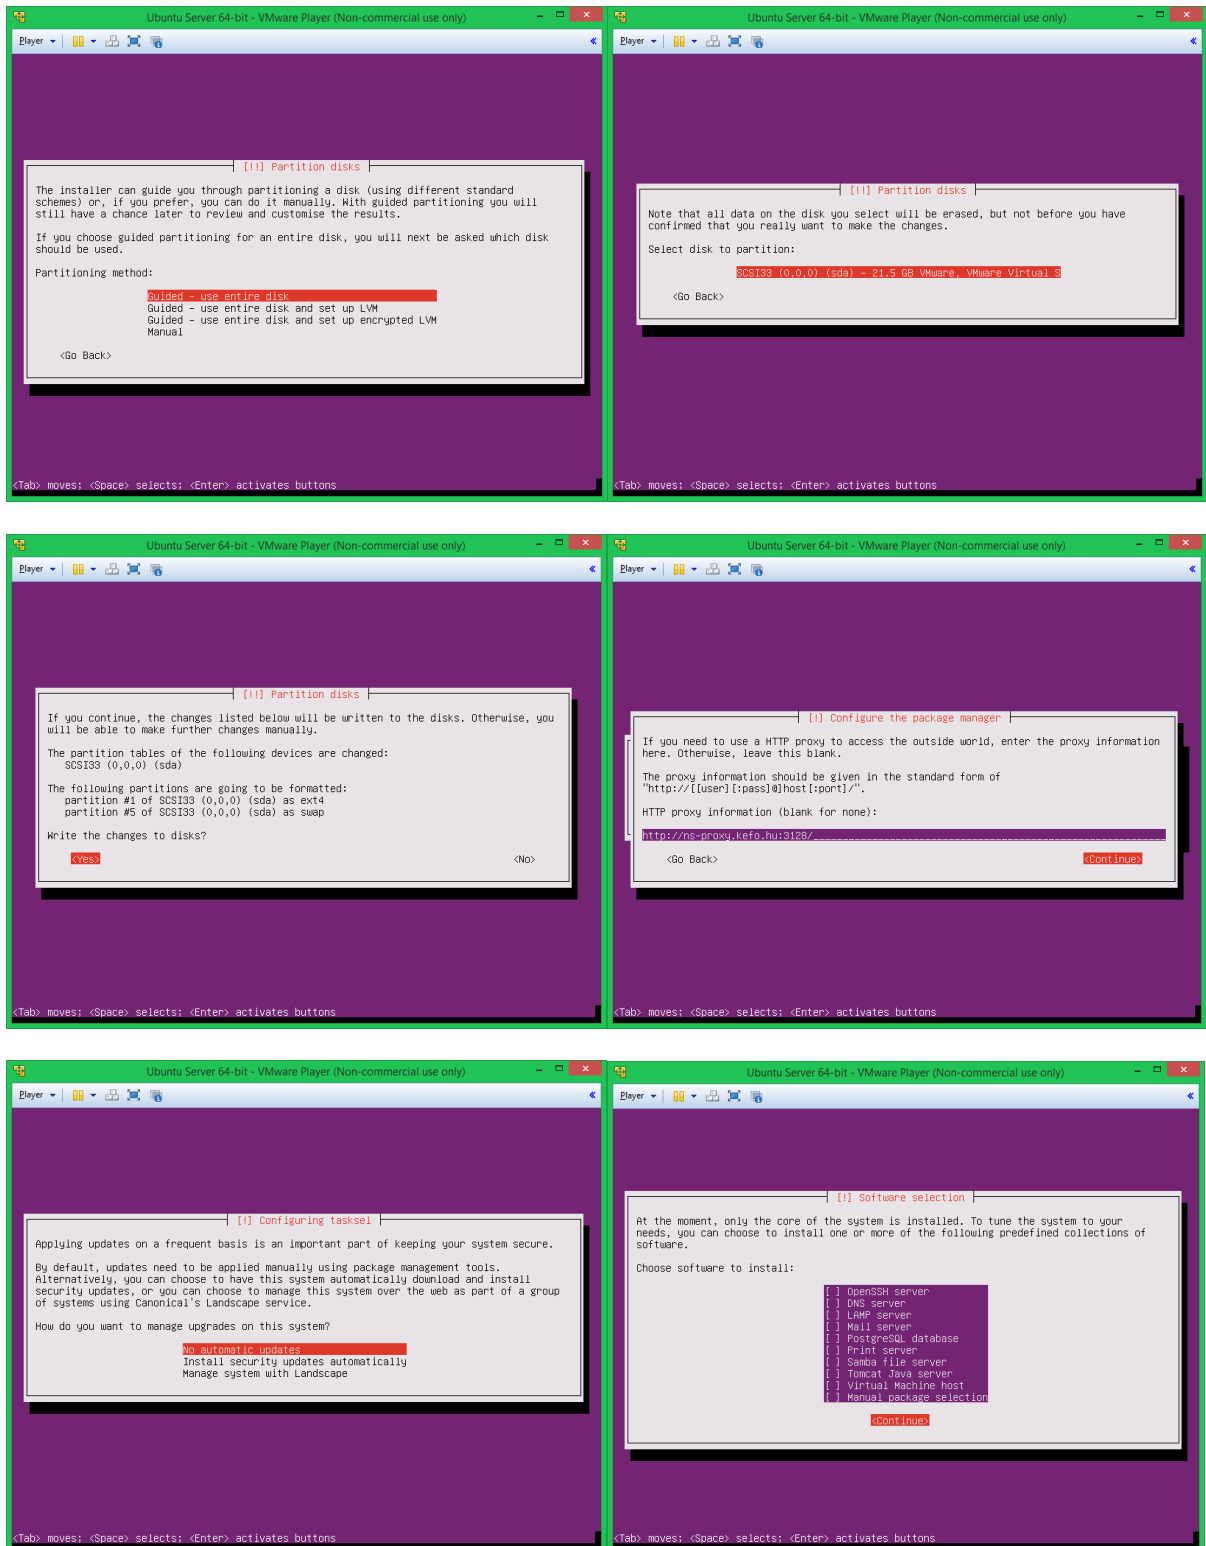 Ubuntu Server 64-bit - VMware Player (Non-commercial use only)
Player
[!!] Partition disks
The installer can guide you through partitioning a disk (using different standard
schemes) or, if you prefer, you can do it manually. With guided partitioning you will
still have a chance later to review and customise the results.
If you choose guided partitioning for an entire disk, you will next be asked which disk
should be used.
Partitioning method:
Guided - use entire disk
Guided - use entire disk and set up LVM
Guided - use entire disk and set up encrypted LVM
Manual
<Go Back>
<Tab> moves; <Space> selects; <Enter> activates buttons
Ubuntu Server 64-bit - VMware Player (Non-commercial use only)
Player
[!!] Partition disks
Note that all data on the disk you select will be erased, but not before you have
confirmed that you really want to make the changes.
Select disk to partition:
SCSI33 (0,0,0) (sda) - 21.5 GB VMware, VMware Virtual S
<Go Back>
<Tab> moves; <Space> selects; <Enter> activates buttons
Ubuntu Server 64-bit - VMware Player (Non-commercial use only)
Player
[!!] Partition disks
If you continue, the changes listed below will be written to the disks. Otherwise, you
will be able to make further changes manually.
The partition tables of the following devices are changed:
SCSI33 (0,0,0) (sda)
The following partitions are going to be formatted:
partition #1 of SCSI33 (0,0,0) (sda) as ext4
partition #5 of SCSI33 (0,0,0) (sda) as swap
Write the changes to disks?
<Yes> <No>
<Tab> moves; <Space> selects; <Enter> activates buttons
Ubuntu Server 64-bit - VMware Player (Non-commercial use only)
Player
[!] Configure the package manager
If you need to use a HTTP proxy to access the outside world, enter the proxy information
here. Otherwise, leave this blank.
The proxy information should be given in the standard form of
"http://[[user][:pass]@]host[:port]/".
HTTP proxy information (blank for none):
http://ns-proxy.kefo.hu:3128/
<Go Back> <Continue>
<Tab> moves; <Space> selects; <Enter> activates buttons
Ubuntu Server 64-bit - VMware Player (Non-commercial use only)
Player
[!] Configuring tasksel
Applying updates on a frequent basis is an important part of keeping your system secure.
By default, updates need to be applied manually using package management tools.
Alternatively, you can choose to have this system automatically download and install
security updates, or you can choose to manage this system over the web as part of a group
of systems using Canonical's Landscape service.
How do you want to manage upgrades on this system?
No automatic updates
Install security updates automatically
Manage system with Landscape
<Tab> moves; <Space> selects; <Enter> activates buttons
Ubuntu Server 64-bit - VMware Player (Non-commercial use only)
Player
[!] Software selection
At the moment, only the core of the system is installed. To tune the system to your
needs, you can choose to install one or more of the following predefined collections of
software.
Choose software to install:
[ ] OpenSSH server
[ ] DNS server
[ ] LAMP server
[ ] Mail server
[ ] PostgreSQL database
[ ] Print server
[ ] Samba file server
[ ] Tomcat Java server
[ ] Virtual Machine host
[ ] Manual package selection
<Continue>
<Tab> moves; <Space> selects; <Enter> activates buttons